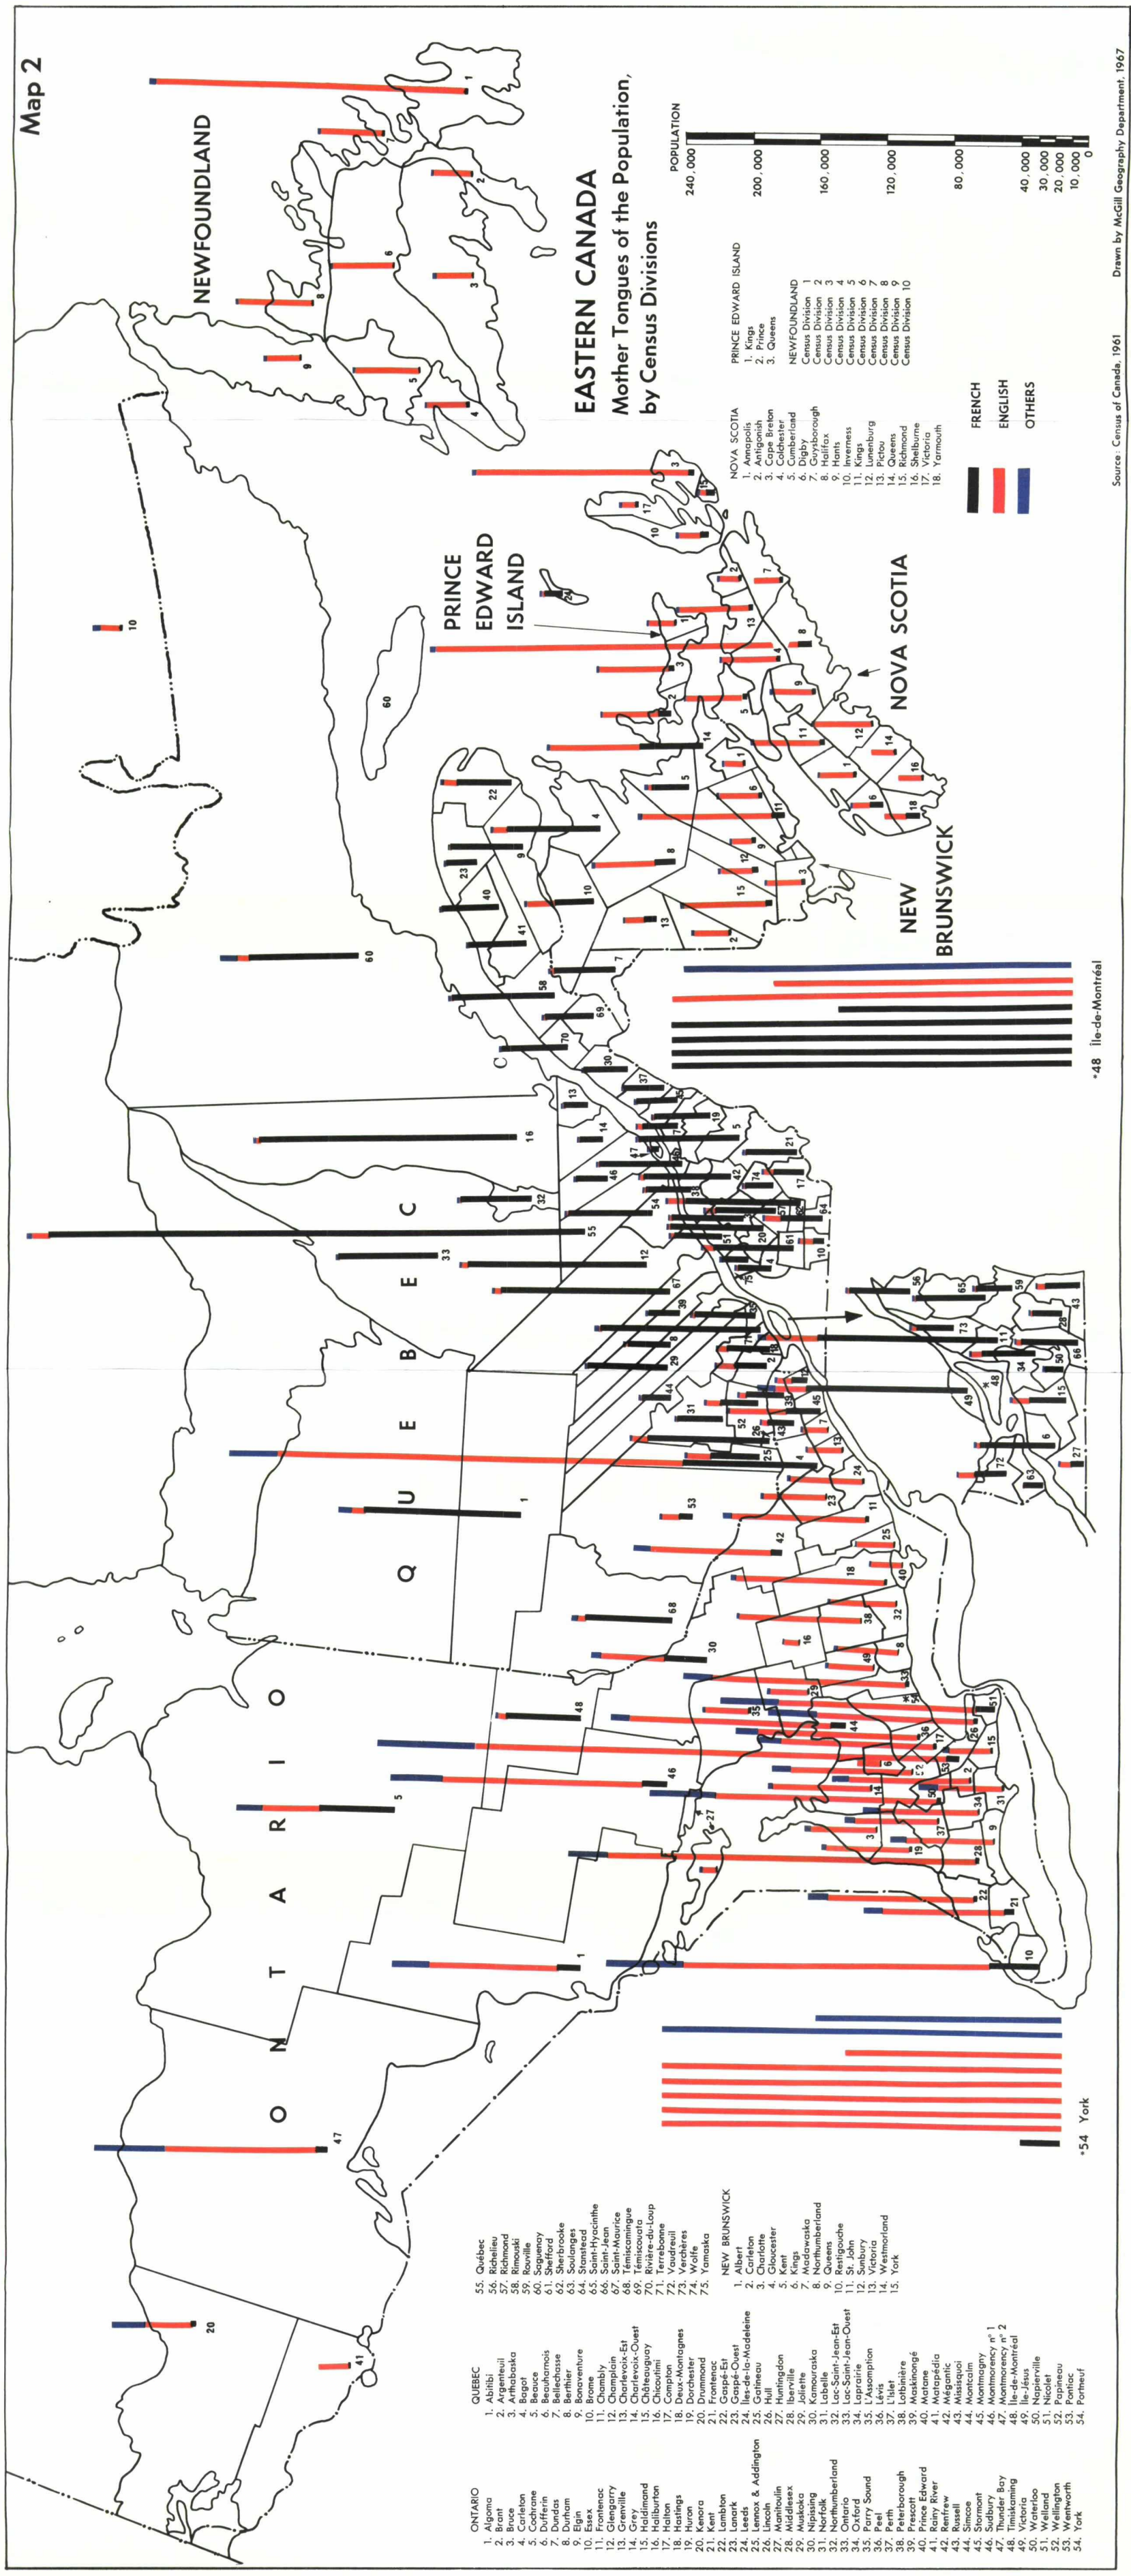 Map 2
NEWFOUNDLAND
EASTERN CANADA
Mother Tongues of the Population,
by Census Divisions
PRINCE
EDWARD
ISLAND
NOVA SCOTIA
NEW
BRUNSWICK
QUEBEC
ONTARIO
C
*48 Île-de-Montréal
*54 York
POPULATION
240,000
200,000
160,000
120,000
80,000
40,000
30,000
20,000
10,000
0
FRENCH
ENGLISH
OTHERS
ONTARIO
1. Algoma
2. Brant
3. Bruce
4. Carleton
5. Cochrane
6. Dufferin
7. Dundas
8. Durham
9. Elgin
10. Essex
11. Frontenac
12. Glengarry
13. Grenville
14. Grey
15. Haldimand
16. Haliburton
17. Halton
18. Hastings
19. Huron
20. Kenora
21. Kent
22. Lambton
23. Lanark
24. Leeds
25. Lennox & Addington
26. Lincoln
27. Manitoulin
28. Middlesex
29. Muskoka
30. Nipissing
31. Norfolk
32. Northumberland
33. Ontario
34. Oxford
35. Parry Sound
36. Peel
37. Perth
38. Peterborough
39. Prescott
40. Prince Edward
41. Rainy River
42. Renfrew
43. Russell
44. Simcoe
45. Stormont
46. Sudbury
47. Thunder Bay
48. Timiskaming
49. Victoria
50. Waterloo
51. Welland
52. Wellington
53. Wentworth
54. York
QUEBEC
1. Abitibi
2. Argenteuil
3. Arthabaska
4. Bagot
5. Beauce
6. Beauharnois
7. Bellechasse
8. Berthier
9. Bonaventure
10. Brome
11. Chambly
12. Champlain
13. Charlevoix-Est
14. Charlevoix-Ouest
15. Châteauguay
16. Chicoutimi
17. Compton
18. Deux-Montagnes
19. Dorchester
20. Drummond
21. Frontenac
22. Gaspé-Est
23. Gaspé-Ouest
24. Îles-de-la-Madeleine
25. Gatineau
26. Hull
27. Huntingdon
28. Iberville
29. Joliette
30. Kamouraska
31. Labelle
32. Lac-Saint-Jean-Est
33. Lac-Saint-Jean-Ouest
34. Laprairie
35. L'Assomption
36. Lévis
37. L'Islet
38. Lotbinière
39. Maskinongé
40. Matane
41. Matapédia
42. Mégantic
43. Missisquoi
44. Montcalm
45. Montmagny
46. Montmorency n° 1
47. Montmorency n° 2
48. Île-de-Montréal
49. Île-Jésus
50. Napierville
51. Nicolet
52. Papineau
53. Pontiac
54. Portneuf
55. Québec
56. Richelieu
57. Richmond
58. Rimouski
59. Rouville
60. Saguenay
61. Shefford
62. Sherbrooke
63. Soulanges
64. Stanstead
65. Saint-Hyacinthe
66. Saint-Jean
67. Saint-Maurice
68. Témiscamingue
69. Témiscouata
70. Rivière-du-Loup
71. Terrebonne
72. Vaudreuil
73. Verchères
74. Wolfe
75. Yamaska
NEW BRUNSWICK
1. Albert
2. Carleton
3. Charlotte
4. Gloucester
5. Kent
6. Kings
7. Madawaska
8. Northumberland
9. Queens
10. Restigouche
11. St. John
12. Sunbury
13. Victoria
14. Westmorland
15. York
NOVA SCOTIA
1. Annapolis
2. Antigonish
3. Cape Breton
4. Colchester
5. Cumberland
6. Digby
7. Guysborough
8. Halifax
9. Hants
10. Inverness
11. Kings
12. Lunenburg
13. Pictou
14. Queens
15. Richmond
16. Shelburne
17. Victoria
18. Yarmouth
PRINCE EDWARD ISLAND
1. Kings
2. Prince
3. Queens
NEWFOUNDLAND
Census Division 1
Census Division 2
Census Division 3
Census Division 4
Census Division 5
Census Division 6
Census Division 7
Census Division 8
Census Division 9
Census Division 10
Source: Census of Canada, 1961
Drawn by McGill Geography Department, 1967